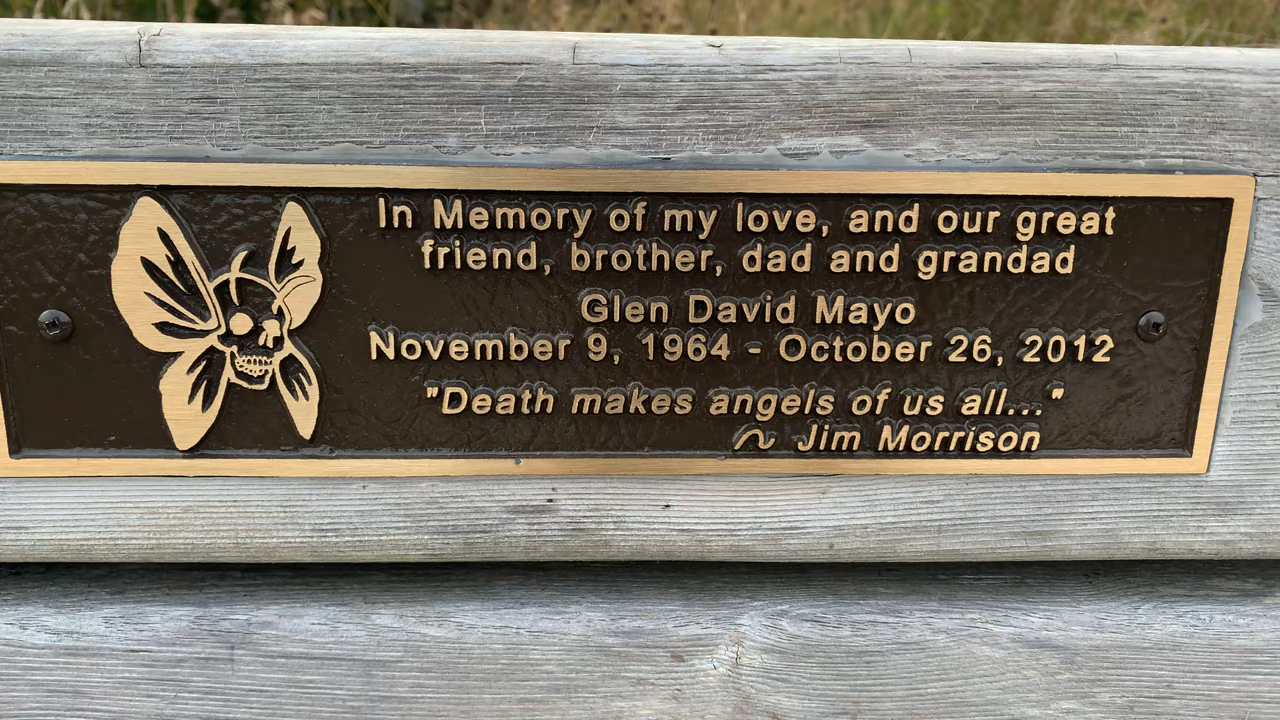 In Memory of my love, and our great
friend, brother, dad and grandad
Glen David Mayo
November 9, 1964 - October 26, 2012
"Death makes angels of us all..."
~ Jim Morrison